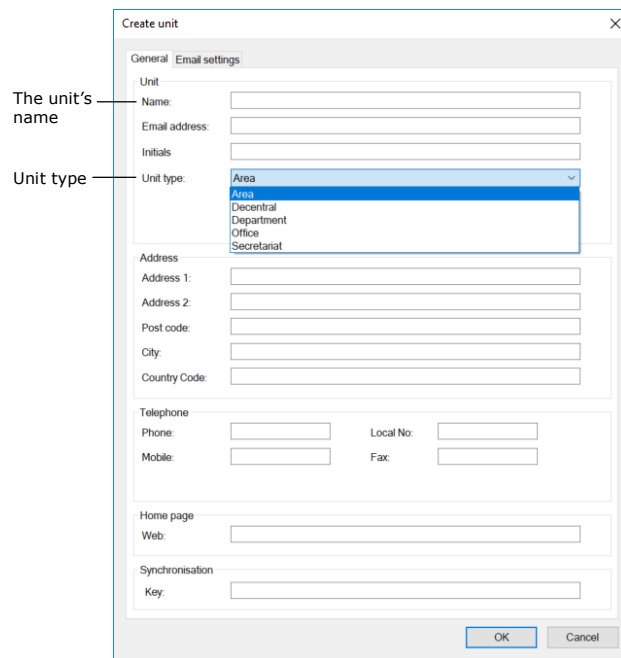 Create unit
General Email settings
Unit
The unit's
name
Name:
Email address:
Initials
Unit type
Unit type: Area
Area
Decentral
Department
Office
Secretariat
Address
Address 1:
Address 2:
Post code:
City:
Country Code:
Telephone
Phone: Local No:
Mobile: Fax:
Home page
Web:
Synchronisation
Key:
OK Cancel